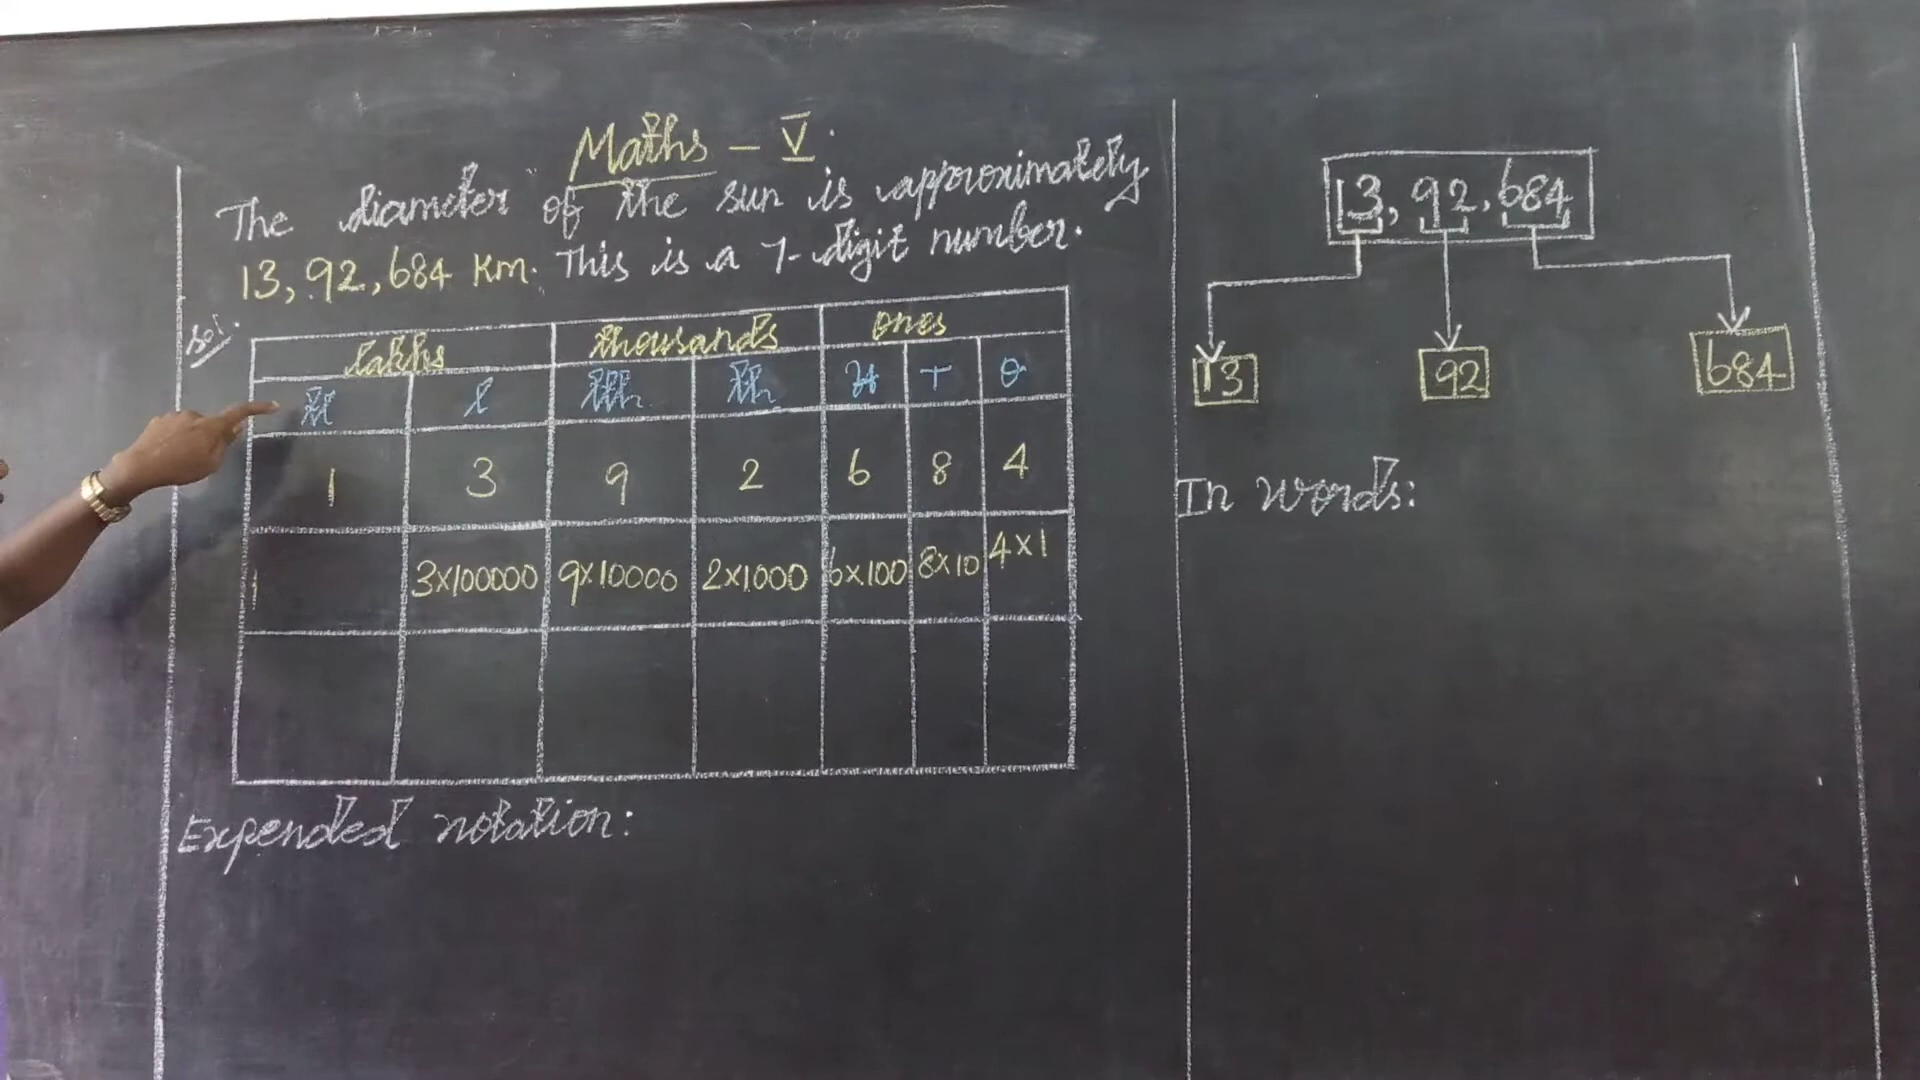 Maths - V.
The diameter of the sun is approximately
13,92,684 Km. This is a 7-digit number.
Sol.
lakhs thousands ones
tl l tth th H T O
1 3 9 2 6 8 4
1 3x100000 9x10000 2x1000 6x100 8x10 4x1
Expended notation:
13,92,684
13 92 684
In words: